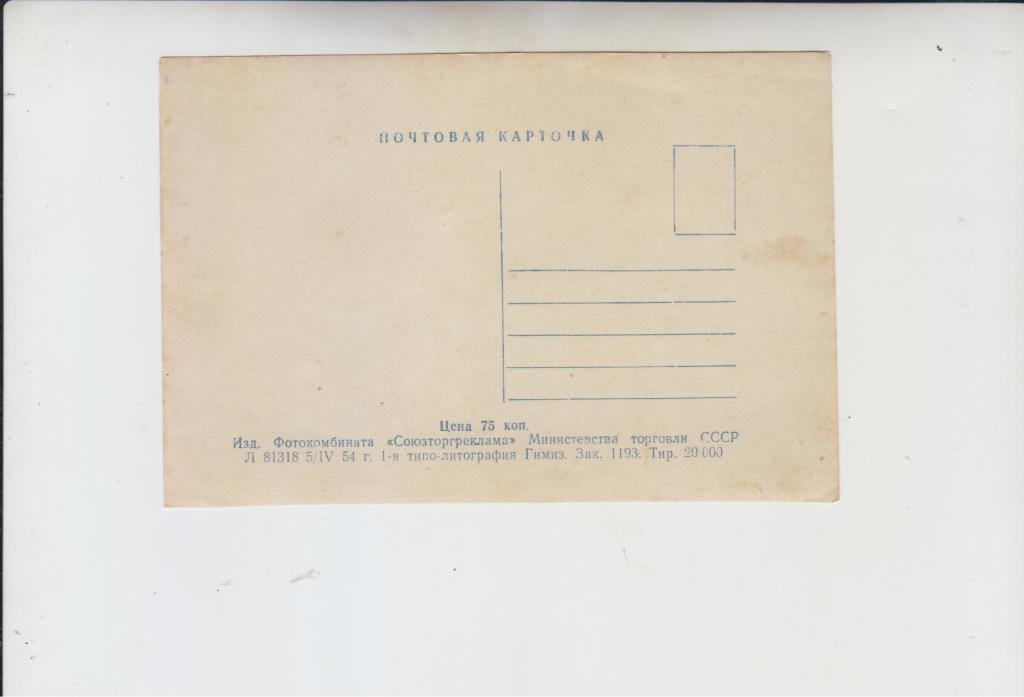 ПОЧТОВАЯ КАРТОЧКА
Цена 75 коп.
Изд. Фотокомбината «Союзторгреклама» Министерства торговли СССР
Л 81318 5/IV 54 г. 1-я типо-литография Гимиз. Зак. Тир. 20 000